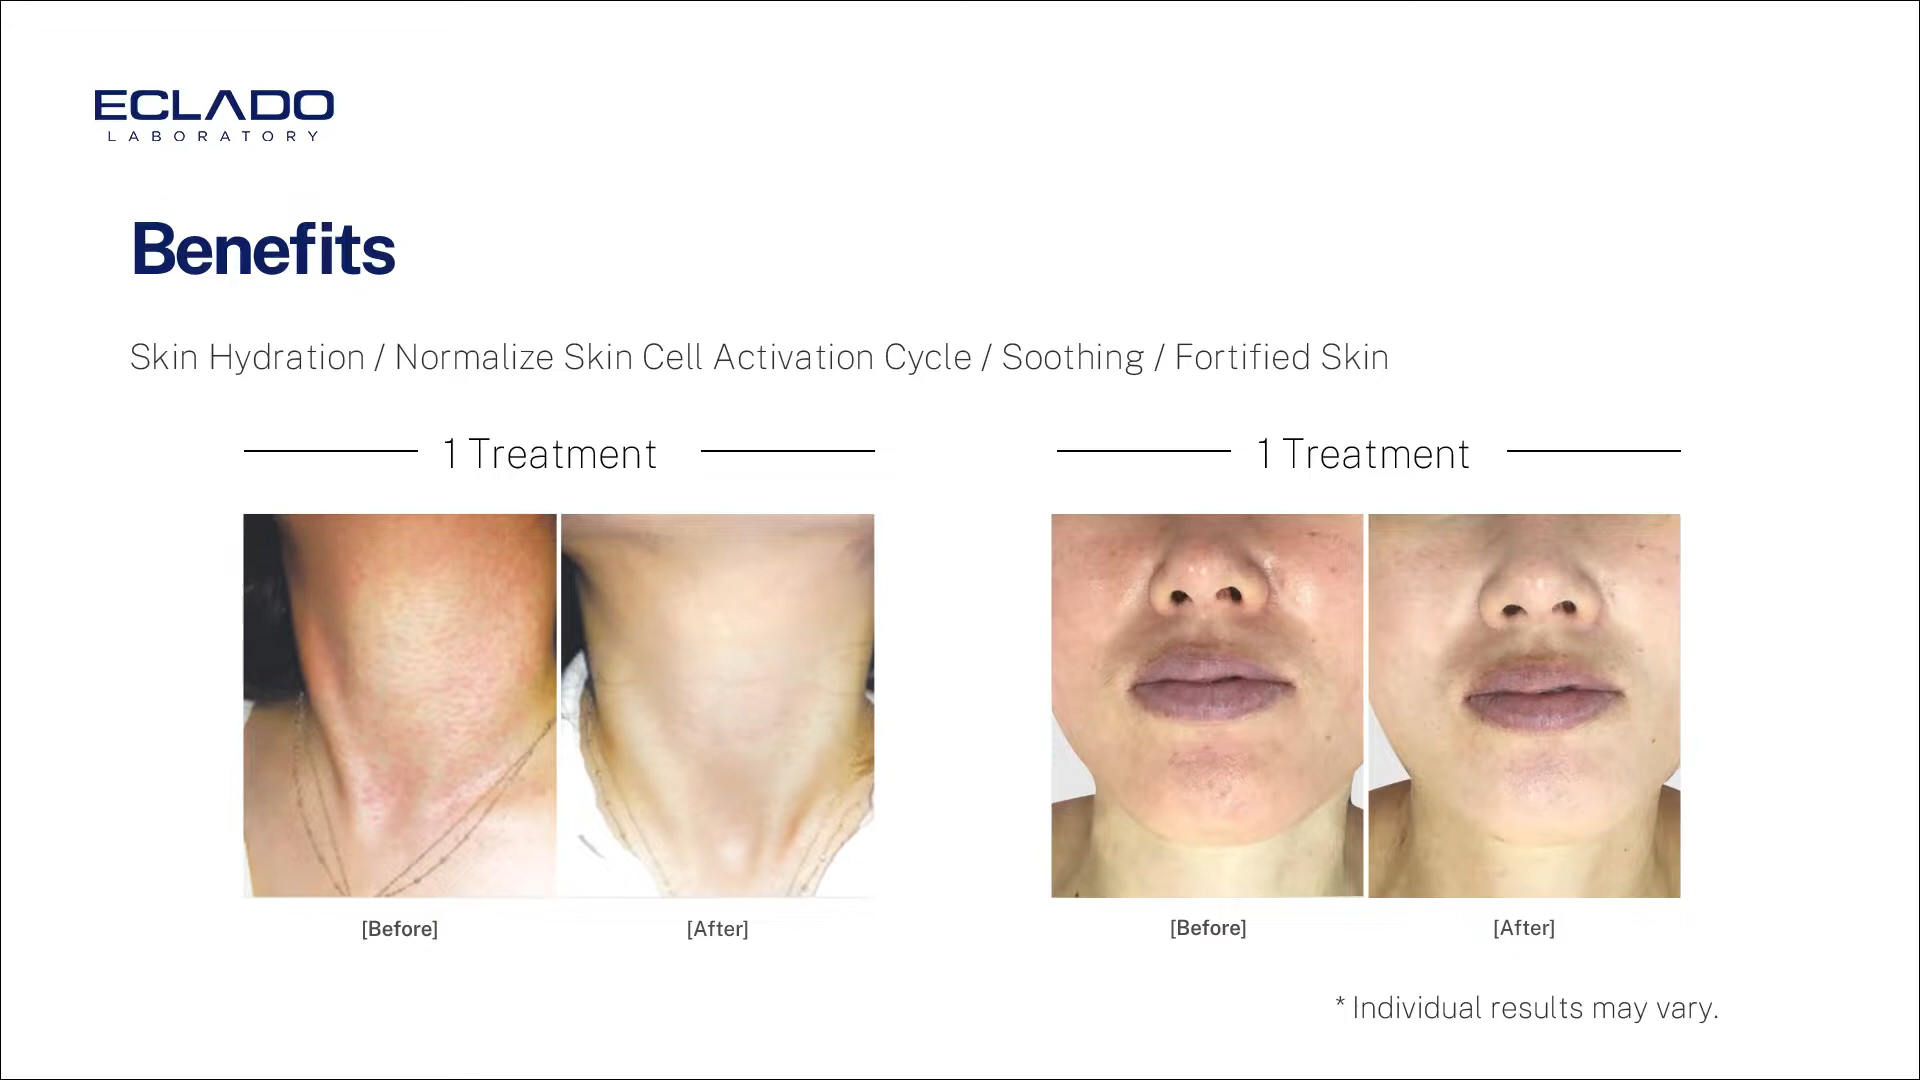 ECLADO
LABORATORY
Benefits
Skin Hydration / Normalize Skin Cell Activation Cycle / Soothing / Fortified Skin
1 Treatment
1 Treatment
[Before]
[After]
[Before]
[After]
* Individual results may vary.